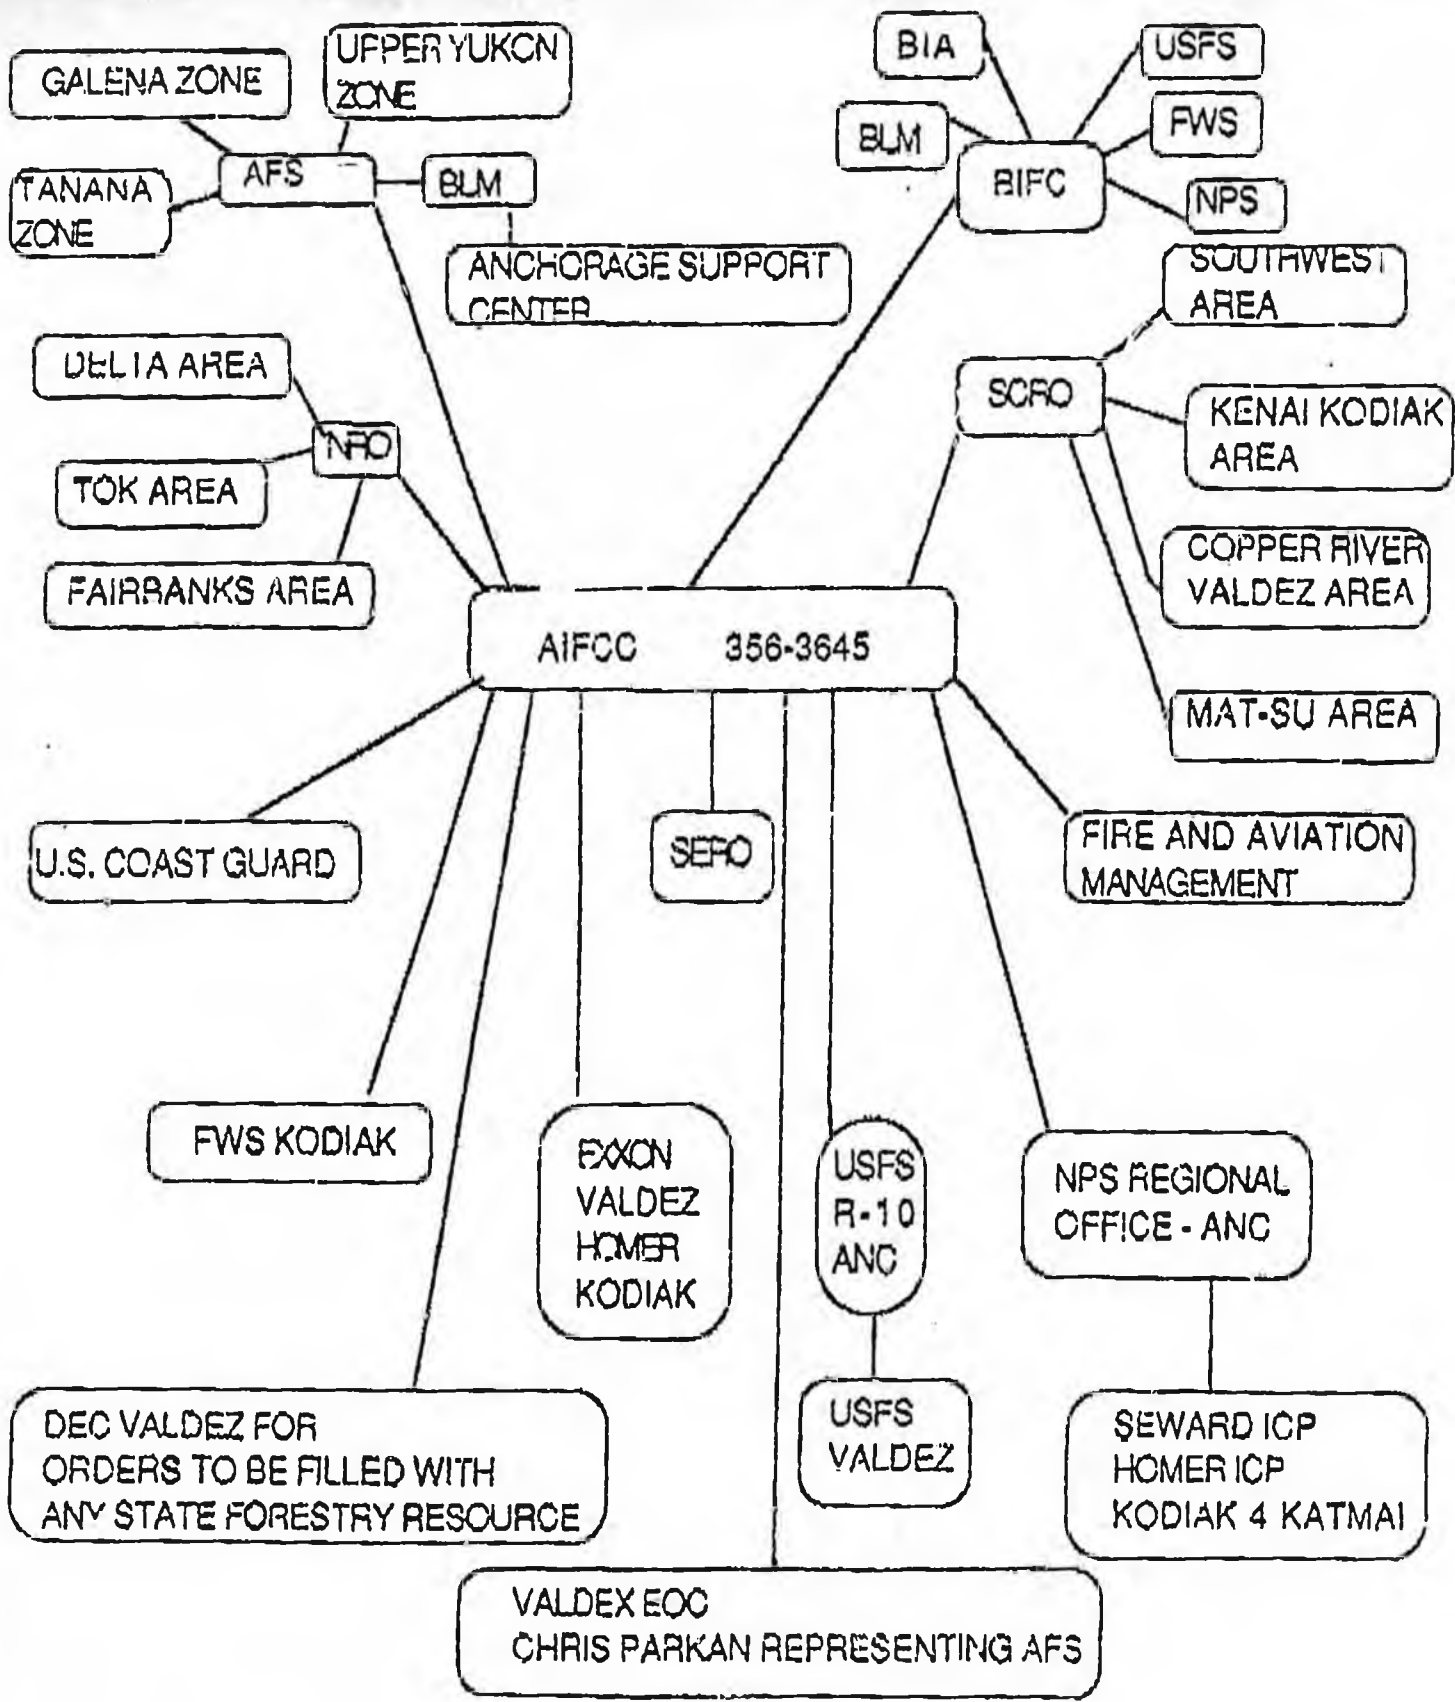 GALENA ZONE
UPPER YUKON
ZONE
AFS
BLM
TANANA
ZONE
ANCHORAGE SUPPORT
CENTER
BIA
USFS
BLM
FWS
BIFC
NPS
SOUTHWEST
AREA
DELTA AREA
NRO
TOK AREA
FAIRBANKS AREA
SCRO
KENAI KODIAK
AREA
COPPER RIVER
VALDEZ AREA
MAT-SU AREA
AIFCC 356-3645
U.S. COAST GUARD
SERO
FIRE AND AVIATION
MANAGEMENT
FWS KODIAK
EXXON
VALDEZ
HOMER
KODIAK
USFS
R-10
ANC
NPS REGIONAL
OFFICE - ANC
DEC VALDEZ FOR
ORDERS TO BE FILLED WITH
ANY STATE FORESTRY RESOURCE
USFS
VALDEZ
SEWARD ICP
HOMER ICP
KODIAK 4 KATMAI
VALDEX EOC
CHRIS PARKAN REPRESENTING AFS